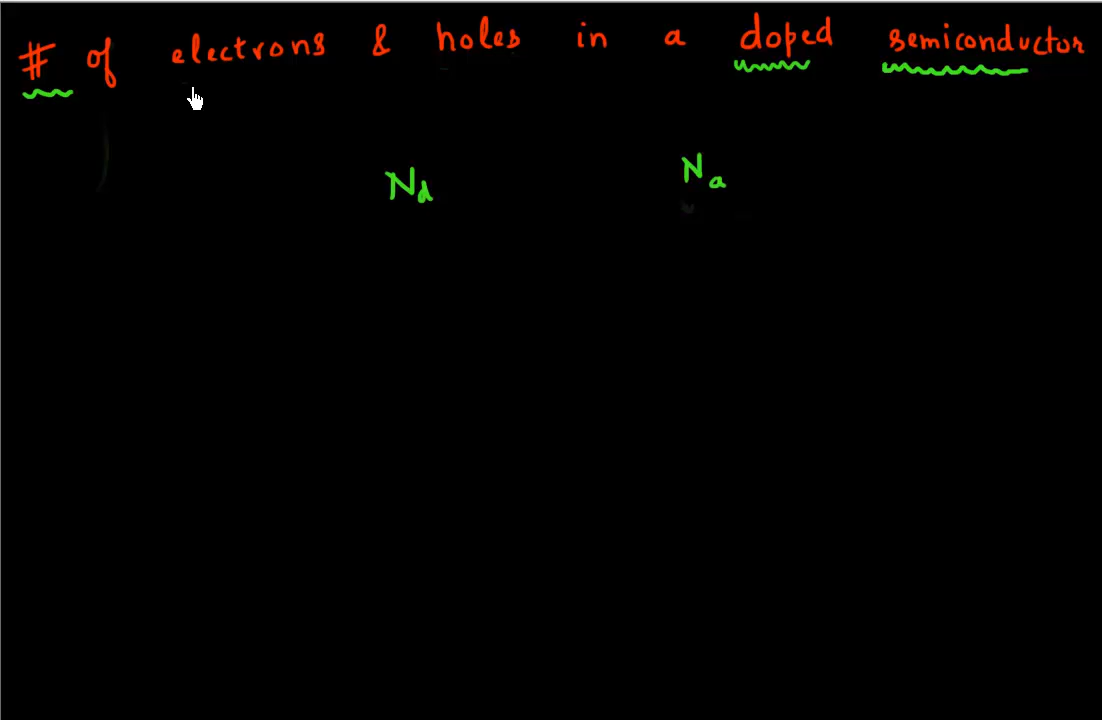 # of electrons & holes in a doped semiconductor
Nd Na